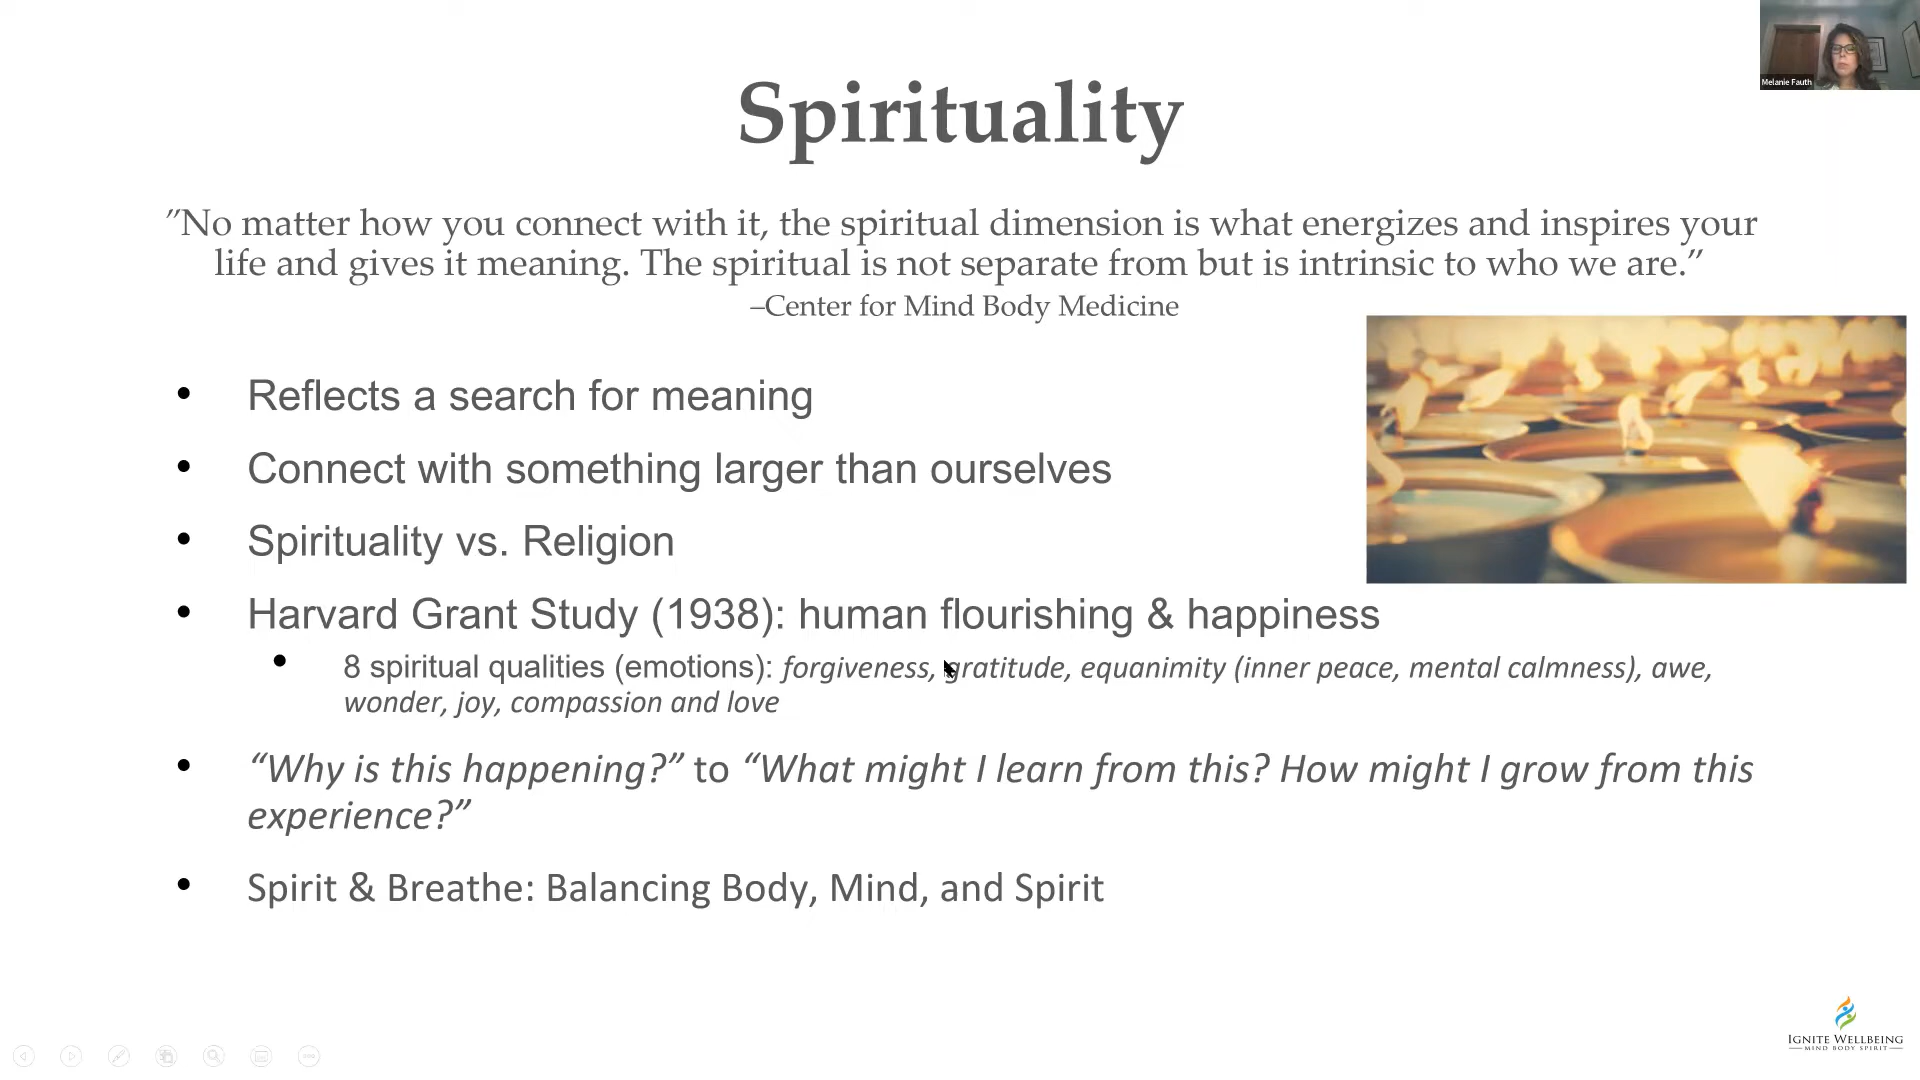 Melanie Fauth
Spirituality
”No matter how you connect with it, the spiritual dimension is what energizes and inspires your
life and gives it meaning. The spiritual is not separate from but is intrinsic to who we are.”
–Center for Mind Body Medicine
• Reflects a search for meaning
• Connect with something larger than ourselves
• Spirituality vs. Religion
• Harvard Grant Study (1938): human flourishing & happiness
• 8 spiritual qualities (emotions): forgiveness, gratitude, equanimity (inner peace, mental calmness), awe,
wonder, joy, compassion and love
• “Why is this happening?” to “What might I learn from this? How might I grow from this
experience?”
• Spirit & Breathe: Balancing Body, Mind, and Spirit
IGNITE WELLBEING
MIND BODY SPIRIT